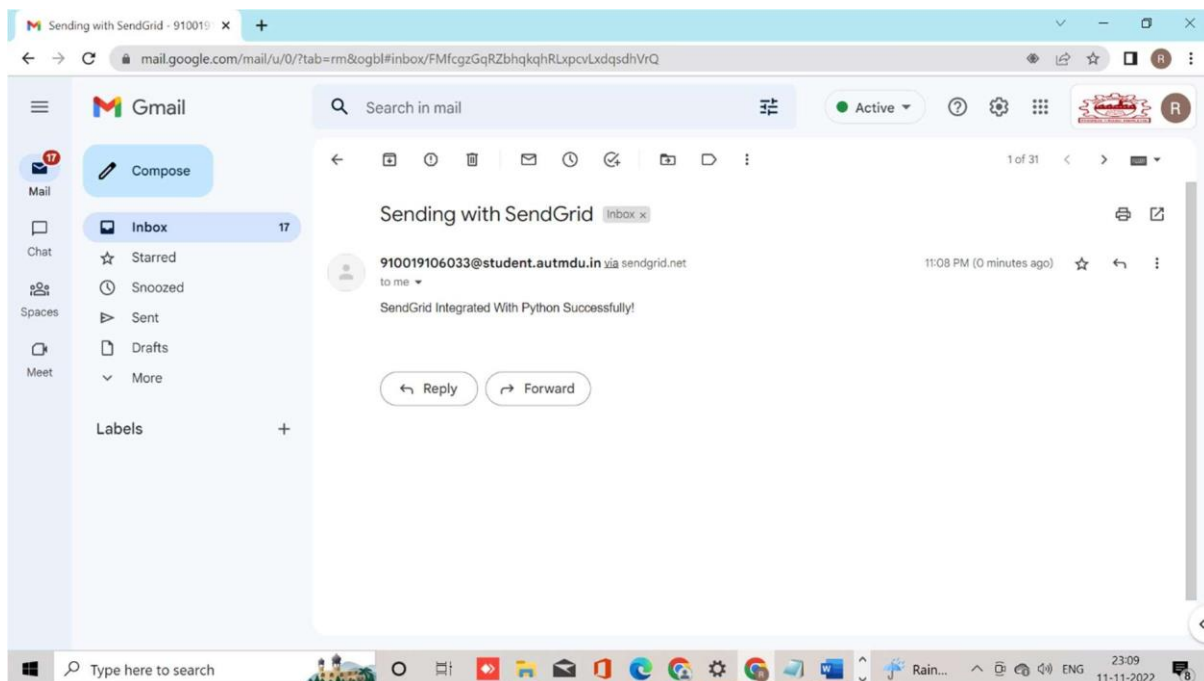 Sending with SendGrid - 910019
mail.google.com/mail/u/0/?tab=rm&ogbl#inbox/FMfcgzGqRZbhqkqhRLxpcvLxdqsdhVrQ
R
Gmail
Search in mail
Active
R
17
Mail
Compose
1 of 31
Sending with SendGrid Inbox x
Inbox 17
Chat
Starred
910019106033@student.autmdu.in via sendgrid.net
11:08 PM (0 minutes ago)
to me
Snoozed
Spaces
SendGrid Integrated With Python Successfully!
Sent
Drafts
Meet
More
Reply
Forward
Labels
Type here to search
Rain...
ENG
23:09
11-11-2022
8